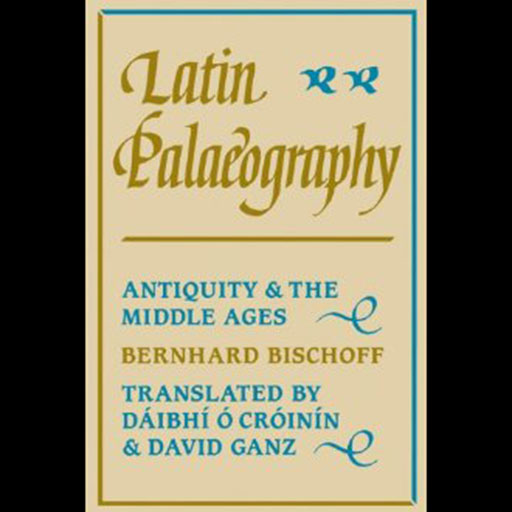 Latin
Palaeography
ANTIQUITY & THE
MIDDLE AGES
BERNHARD BISCHOFF
TRANSLATED BY
DÁIBHÍ Ó CRÓINÍN
& DAVID GANZ